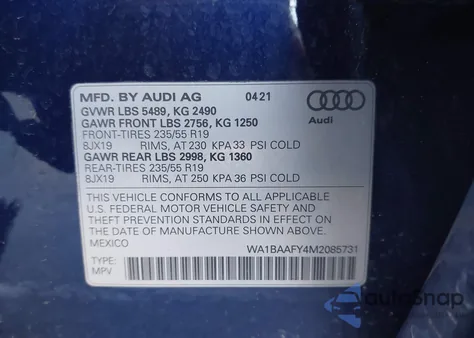 MFD. BY AUDI AG 04 21
GVWR LBS 5489, KG 2490
GAWR FRONT LBS 2756, KG 1250
FRONT-TIRES 235/55 R19
8JX19 RIMS, AT 230 KPA 33 PSI COLD
GAWR REAR LBS 2998, KG 1360
REAR-TIRES 235/55 R19
8JX19 RIMS, AT 250 KPA 36 PSI COLD
Audi
THIS VEHICLE CONFORMS TO ALL APPLICABLE
U.S. FEDERAL MOTOR VEHICLE SAFETY AND
THEFT PREVENTION STANDARDS IN EFFECT ON
THE DATE OF MANUFACTURE SHOWN ABOVE.
MEXICO WA1BAAFY4M2085731
TYPE:
MPV
autoSnap